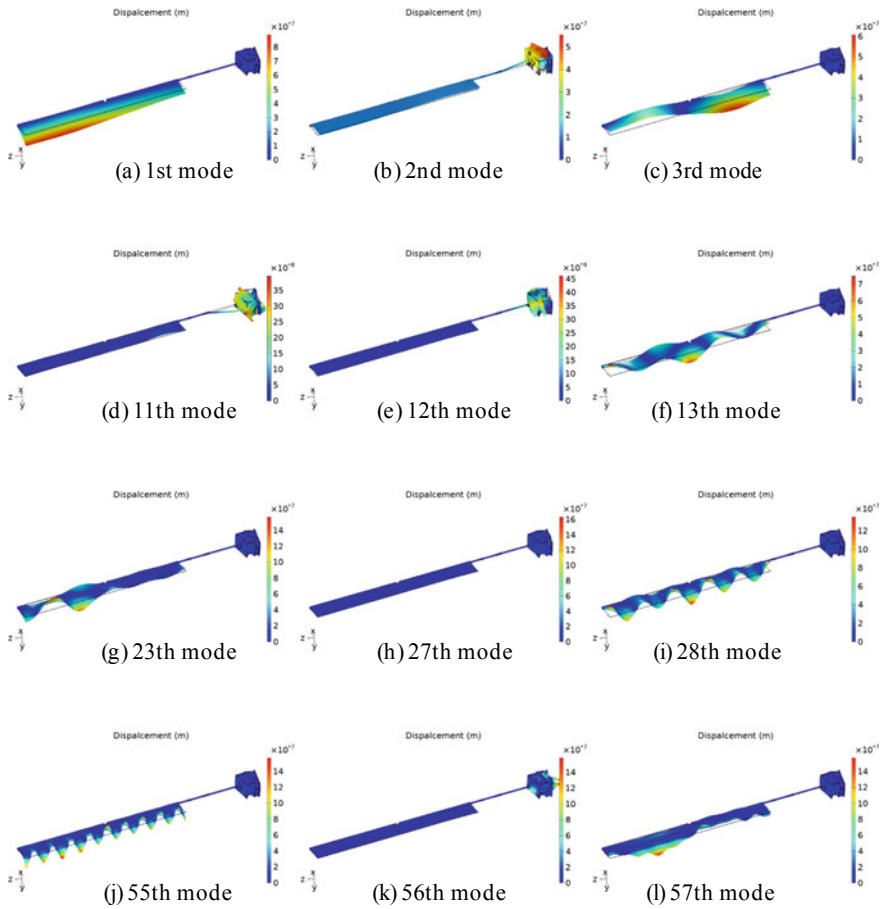 Dispalcement (m)
×10⁻⁷
8
7
6
5
4
3
2
1
0
x
z
y
(a) 1st mode
Dispalcement (m)
×10⁻⁷
5
4
3
2
1
0
x
z
y
(b) 2nd mode
Dispalcement (m)
×10⁻⁷
6
5
4
3
2
1
0
x
z
y
(c) 3rd mode
Dispalcement (m)
×10⁻⁸
35
30
25
20
15
10
5
0
x
z
y
(d) 11th mode
Dispalcement (m)
×10⁻⁸
45
40
35
30
25
20
15
10
5
0
x
z
y
(e) 12th mode
Dispalcement (m)
×10⁻⁷
7
6
5
4
3
2
1
0
x
z
y
(f) 13th mode
Dispalcement (m)
×10⁻⁷
14
12
10
8
6
4
2
0
x
z
y
(g) 23th mode
Dispalcement (m)
×10⁻⁷
16
14
12
10
8
6
4
2
0
x
z
y
(h) 27th mode
Dispalcement (m)
×10⁻⁷
12
10
8
6
4
2
0
x
z
y
(i) 28th mode
Dispalcement (m)
×10⁻⁷
14
12
10
8
6
4
2
0
x
z
y
(j) 55th mode
Dispalcement (m)
×10⁻⁷
14
12
10
8
6
4
2
0
x
z
y
(k) 56th mode
Dispalcement (m)
×10⁻⁷
14
12
10
8
6
4
2
0
x
z
y
(l) 57th mode